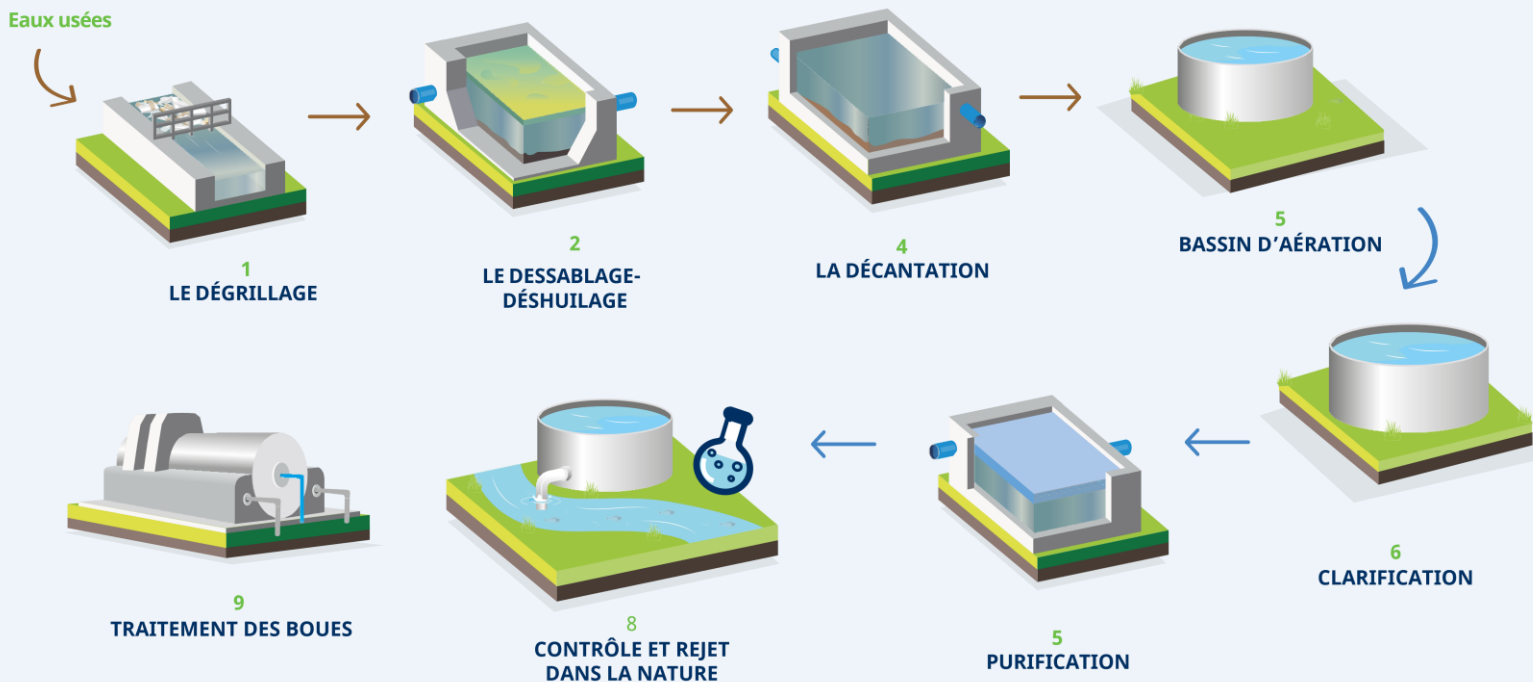 Eaux usées
1
LE DÉGRILLAGE
2
LE DESSABLAGE-
DÉSHUILAGE
4
LA DÉCANTATION
5
BASSIN D’AÉRATION
6
CLARIFICATION
5
PURIFICATION
8
CONTRÔLE ET REJET
DANS LA NATURE
9
TRAITEMENT DES BOUES